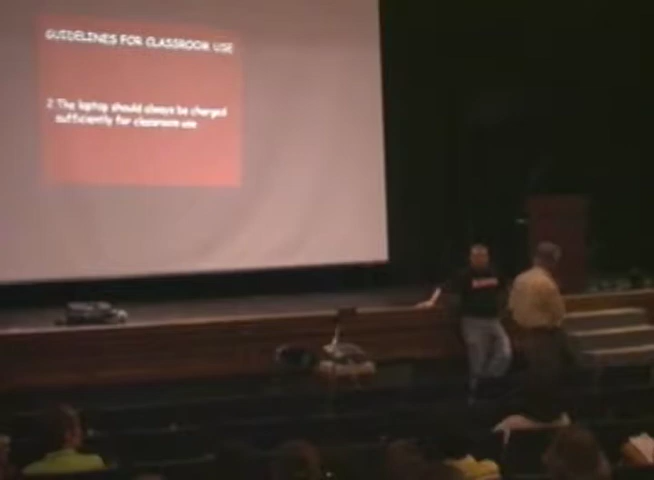 GUIDELINES FOR CLASSROOM USE
2. The laptop should always be charged
sufficiently for classroom use